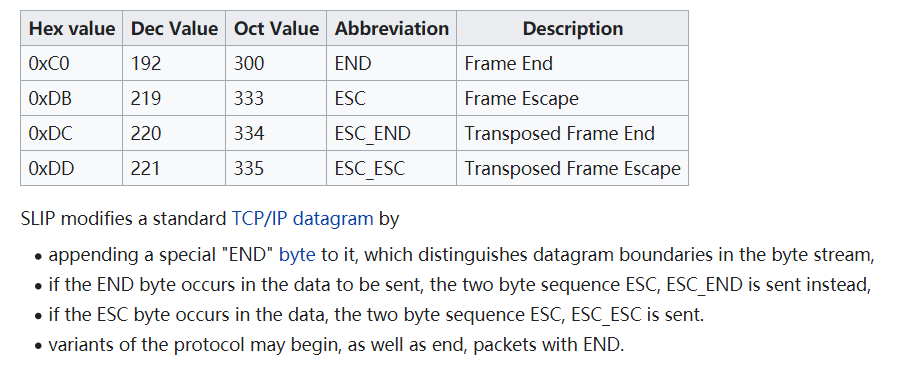 Hex value Dec Value Oct Value Abbreviation Description
0xC0 192 300 END Frame End
0xDB 219 333 ESC Frame Escape
0xDC 220 334 ESC_END Transposed Frame End
0xDD 221 335 ESC_ESC Transposed Frame Escape
SLIP modifies a standard TCP/IP datagram by
• appending a special "END" byte to it, which distinguishes datagram boundaries in the byte stream,
• if the END byte occurs in the data to be sent, the two byte sequence ESC, ESC_END is sent instead,
• if the ESC byte occurs in the data, the two byte sequence ESC, ESC_ESC is sent.
• variants of the protocol may begin, as well as end, packets with END.